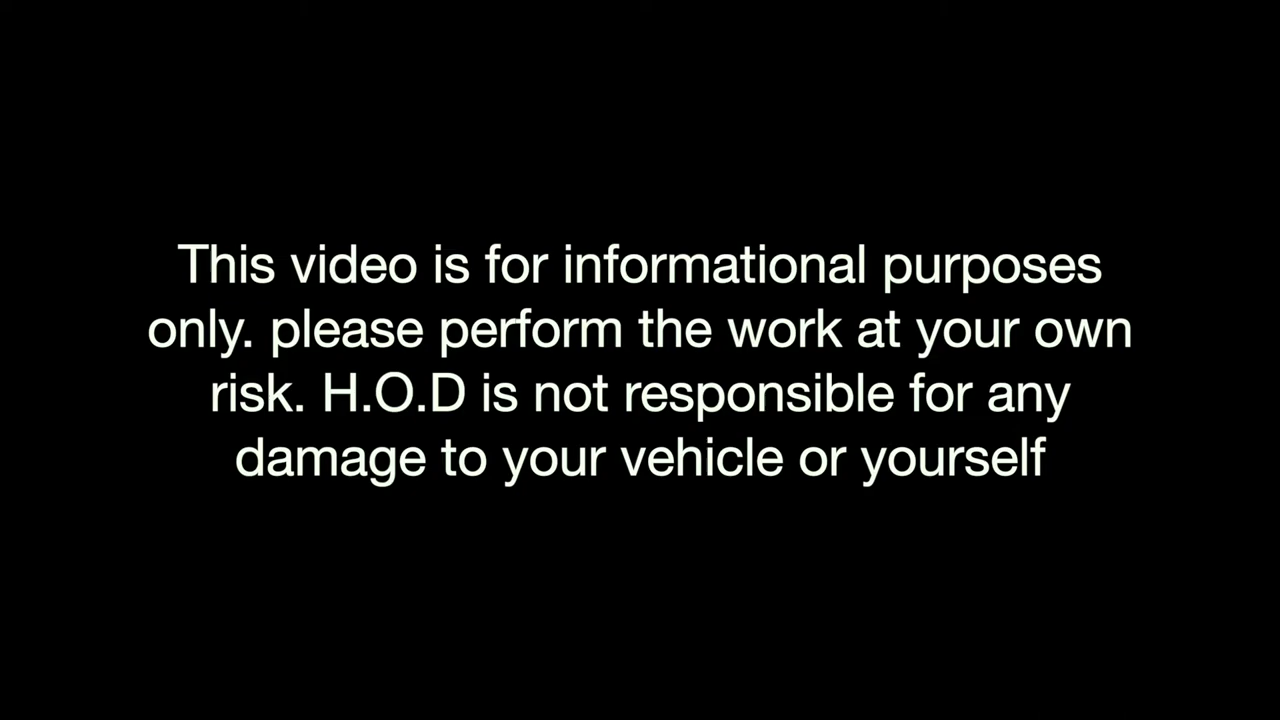 This video is for informational purposes
only. please perform the work at your own
risk. H.O.D is not responsible for any
damage to your vehicle or yourself